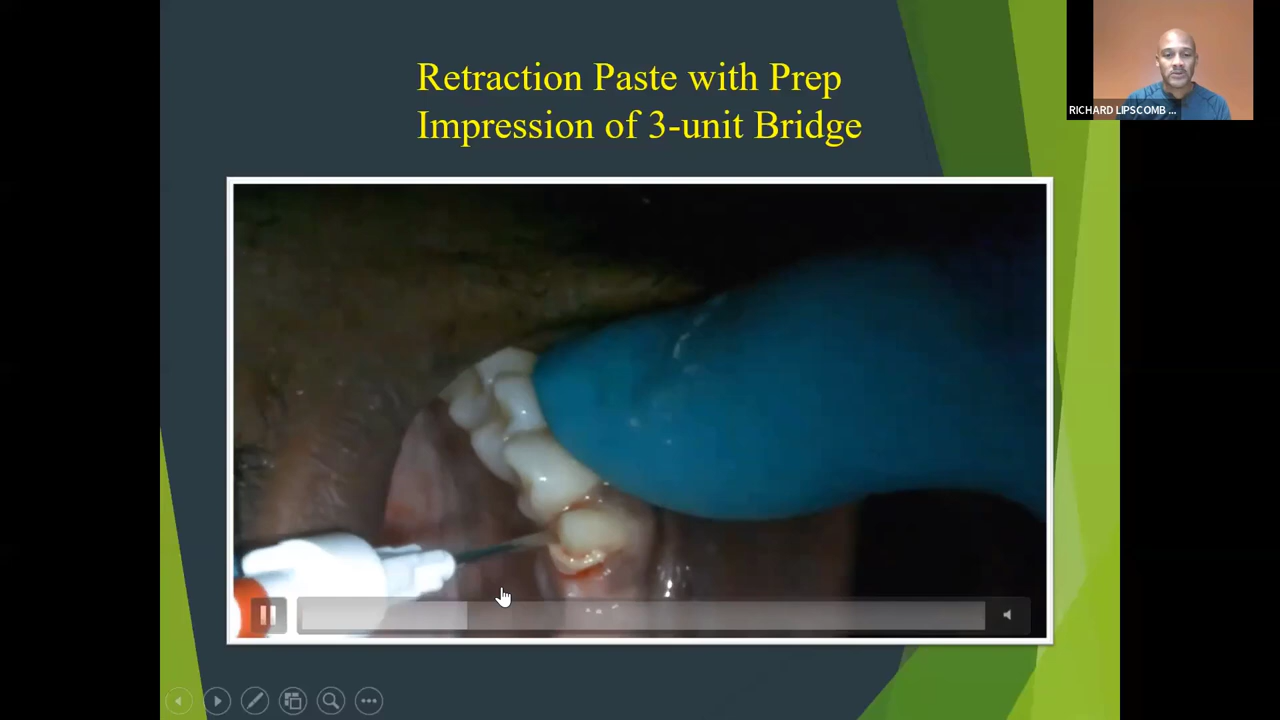 Retraction Paste with Prep
Impression of 3-unit Bridge
RICHARD LIPSCOMB ...